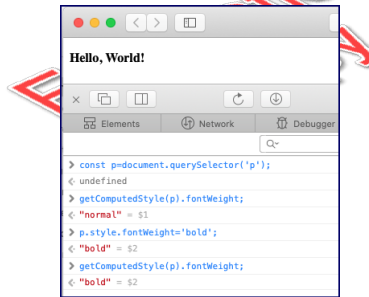 Hello, World!
Elements
Network
Debugger
> const p=document.querySelector('p');
< undefined
> getComputedStyle(p).fontWeight;
< "normal" = $1
> p.style.fontWeight='bold';
< "bold" = $2
> getComputedStyle(p).fontWeight;
< "bold" = $2